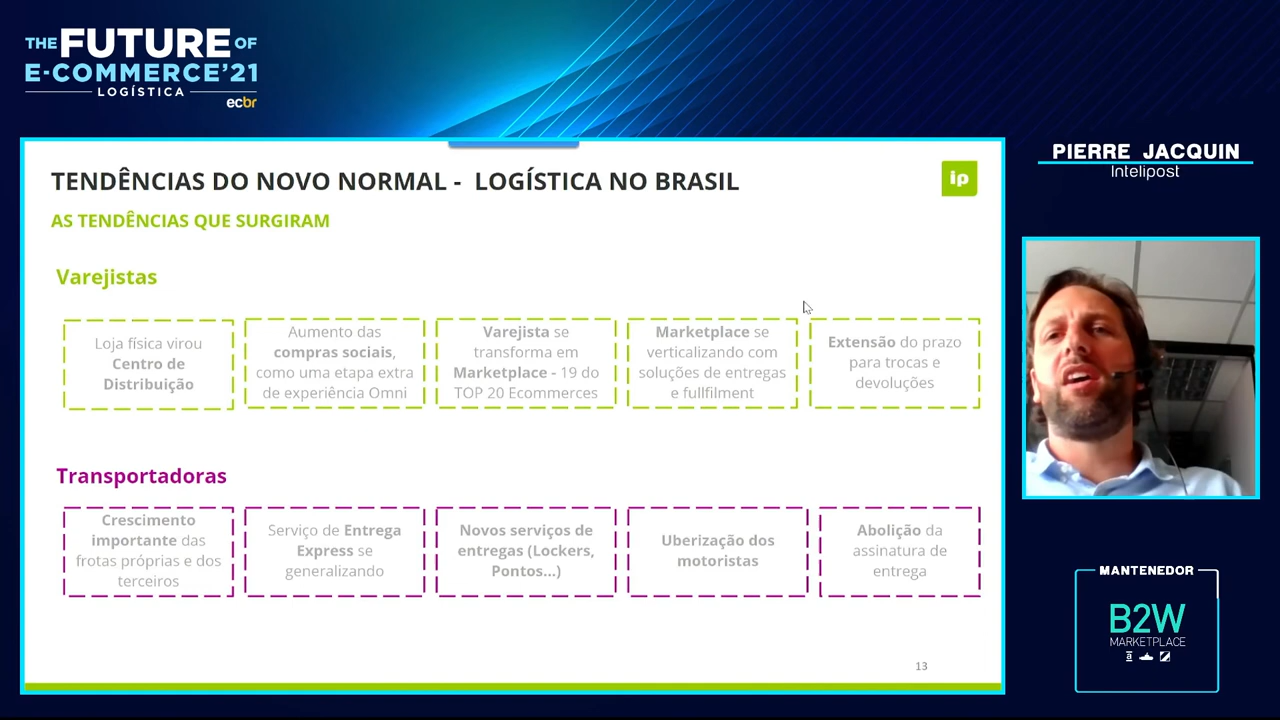 THE FUTURE OF
E-COMMERCE'21
LOGÍSTICA
ecbr
TENDÊNCIAS DO NOVO NORMAL - LOGÍSTICA NO BRASIL
ip
AS TENDÊNCIAS QUE SURGIRAM
Varejistas
Loja física virou
Centro de
Distribuição
Aumento das
compras sociais,
como uma etapa extra
de experiência Omni
Varejista se
transforma em
Marketplace - 19 do
TOP 20 Ecommerces
Marketplace se
verticalizando com
soluções de entregas
e fullfilment
Extensão do prazo
para trocas e
devoluções
Transportadoras
Crescimento
importante das
frotas próprias e dos
terceiros
Serviço de Entrega
Express se
generalizando
Novos serviços de
entregas (Lockers,
Pontos...)
Uberização dos
motoristas
Abolição da
assinatura de
entrega
13
PIERRE JACQUIN
Intelipost
MANTENEDOR
B2W
MARKETPLACE